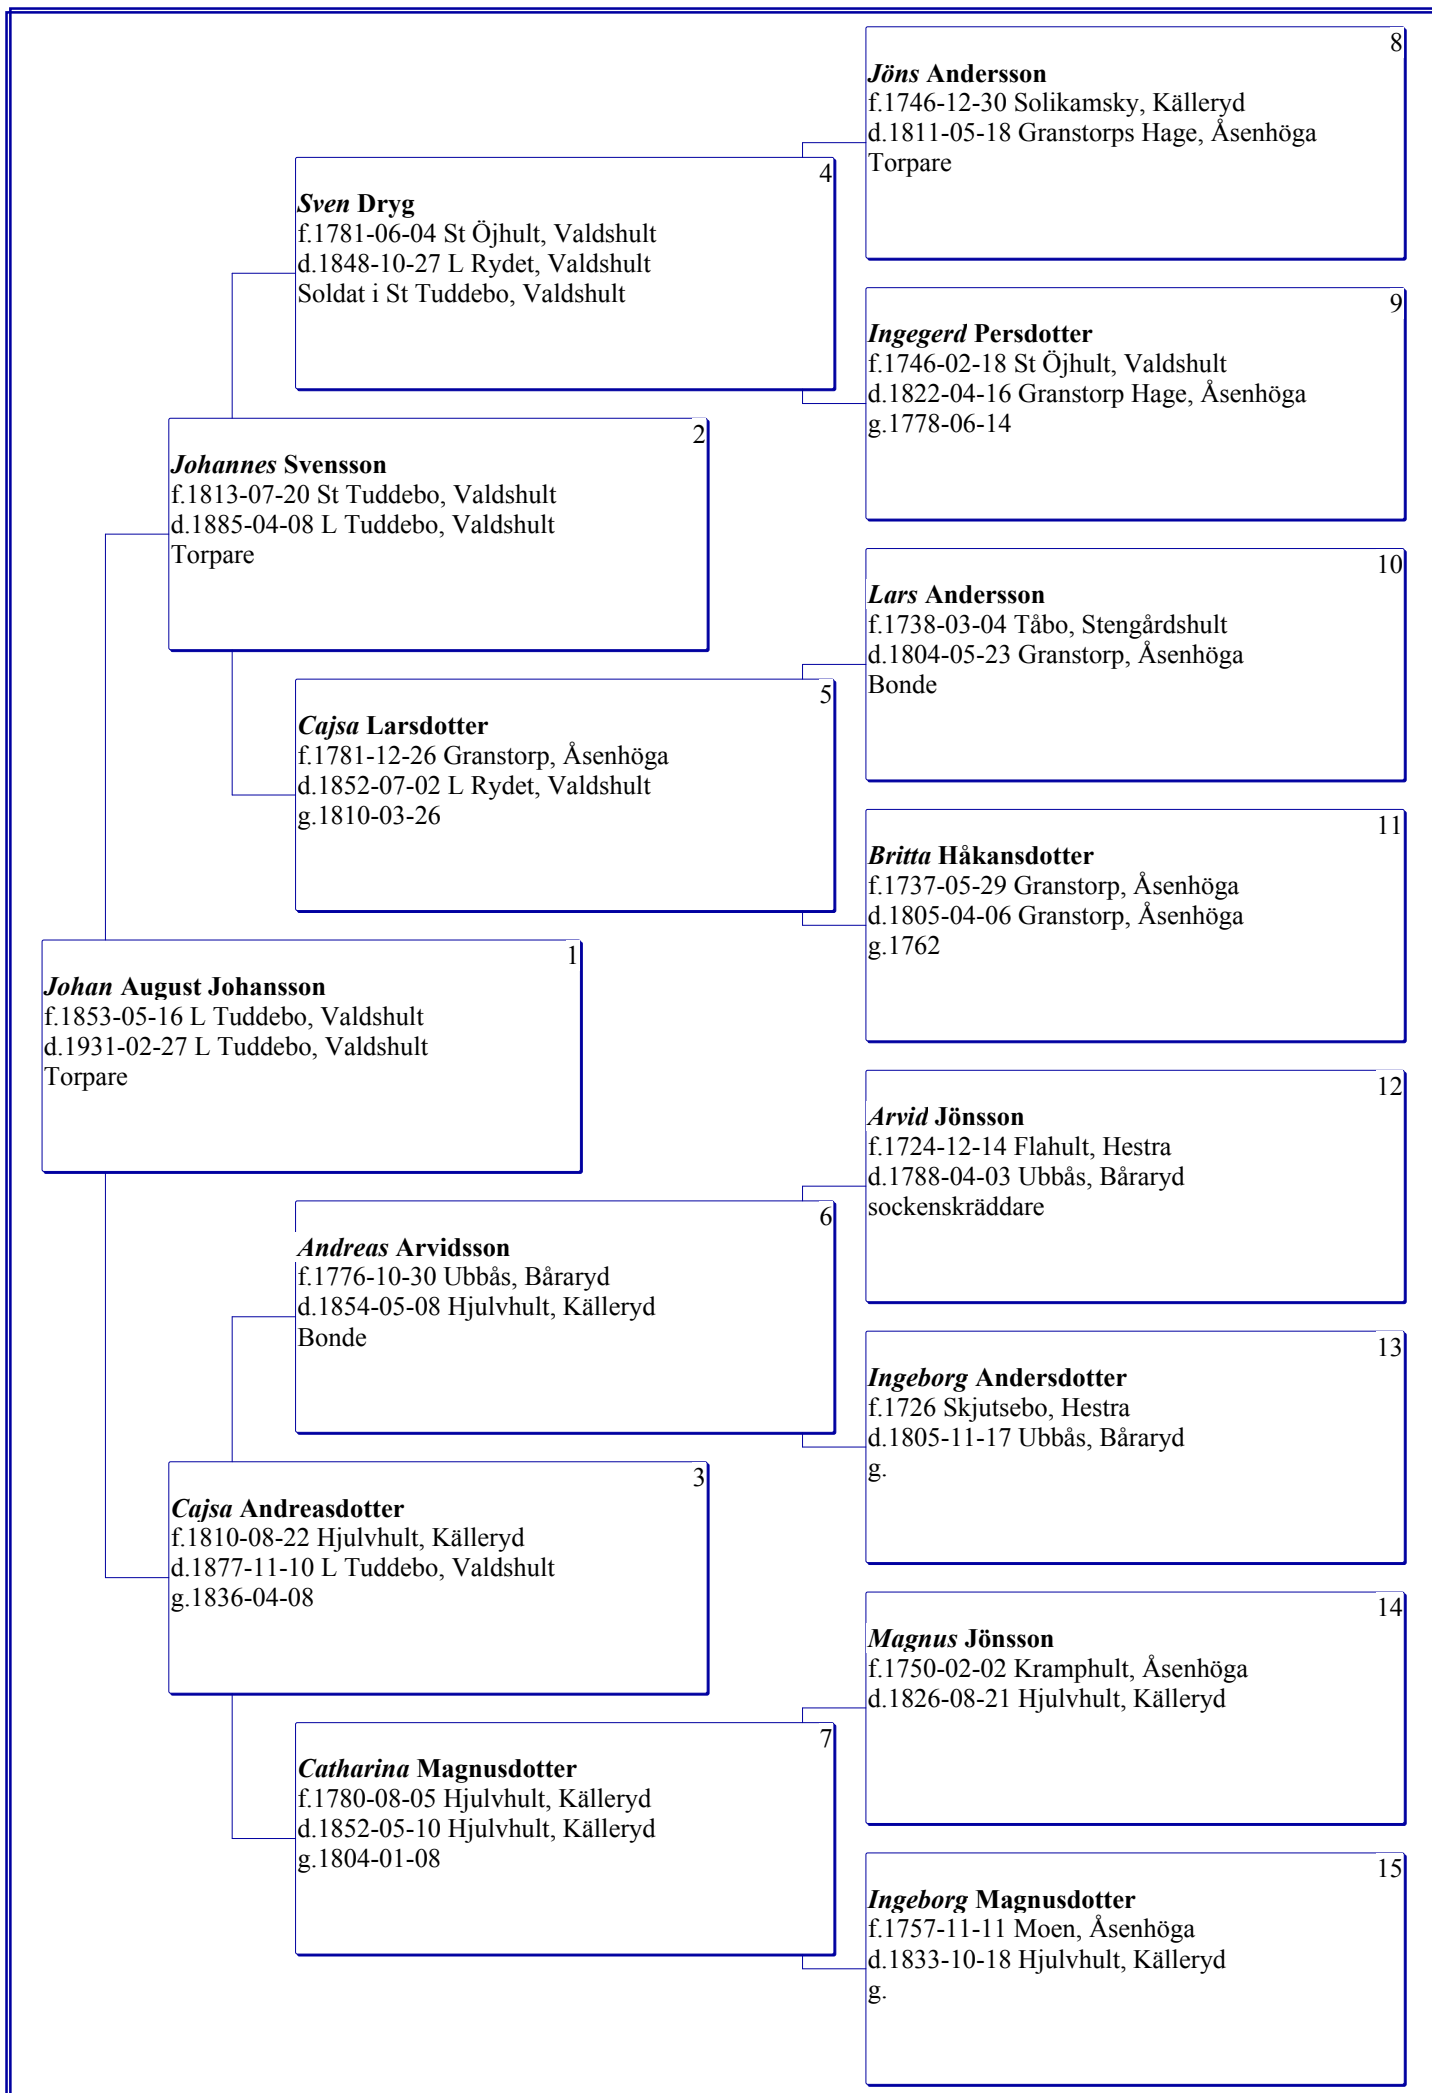 8
Jöns Andersson
f.1746-12-30 Solikamsky, Källeryd
d.1811-05-18 Granstorps Hage, Åsenhöga
Torpare
4
Sven Dryg
f.1781-06-04 St Öjhult, Valdshult
d.1848-10-27 L Rydet, Valdshult
Soldat i St Tuddebo, Valdshult
9
Ingegerd Persdotter
f.1746-02-18 St Öjhult, Valdshult
d.1822-04-16 Granstorp Hage, Åsenhöga
g.1778-06-14
2
Johannes Svensson
f.1813-07-20 St Tuddebo, Valdshult
d.1885-04-08 L Tuddebo, Valdshult
Torpare
10
Lars Andersson
f.1738-03-04 Tåbo, Stengårdshult
d.1804-05-23 Granstorp, Åsenhöga
Bonde
5
Cajsa Larsdotter
f.1781-12-26 Granstorp, Åsenhöga
d.1852-07-02 L Rydet, Valdshult
g.1810-03-26
11
Britta Håkansdotter
f.1737-05-29 Granstorp, Åsenhöga
d.1805-04-06 Granstorp, Åsenhöga
g.1762
1
Johan August Johansson
f.1853-05-16 L Tuddebo, Valdshult
d.1931-02-27 L Tuddebo, Valdshult
Torpare
12
Arvid Jönsson
f.1724-12-14 Flahult, Hestra
d.1788-04-03 Ubbås, Båraryd
sockenskräddare
6
Andreas Arvidsson
f.1776-10-30 Ubbås, Båraryd
d.1854-05-08 Hjulvhult, Källeryd
Bonde
13
Ingeborg Andersdotter
f.1726 Skjutsebo, Hestra
d.1805-11-17 Ubbås, Båraryd
g.
3
Cajsa Andreasdotter
f.1810-08-22 Hjulvhult, Källeryd
d.1877-11-10 L Tuddebo, Valdshult
g.1836-04-08
14
Magnus Jönsson
f.1750-02-02 Kramphult, Åsenhöga
d.1826-08-21 Hjulvhult, Källeryd
7
Catharina Magnusdotter
f.1780-08-05 Hjulvhult, Källeryd
d.1852-05-10 Hjulvhult, Källeryd
g.1804-01-08
15
Ingeborg Magnusdotter
f.1757-11-11 Moen, Åsenhöga
d.1833-10-18 Hjulvhult, Källeryd
g.